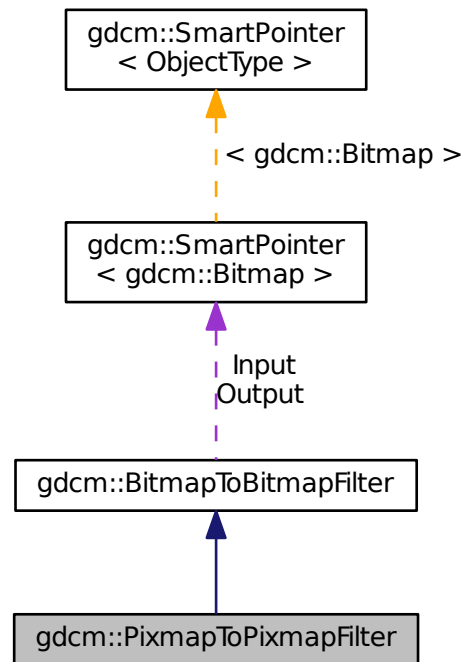 gdcm::SmartPointer
< ObjectType >
< gdcm::Bitmap >
gdcm::SmartPointer
< gdcm::Bitmap >
Input
Output
gdcm::BitmapToBitmapFilter
gdcm::PixmapToPixmapFilter